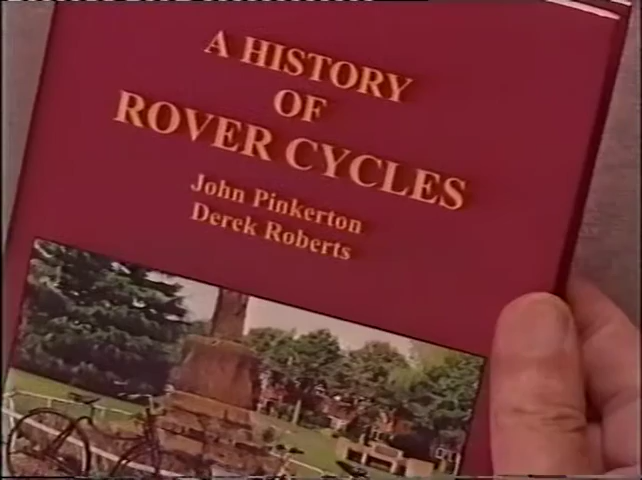 A HISTORY
OF
ROVER CYCLES
John Pinkerton
Derek Roberts